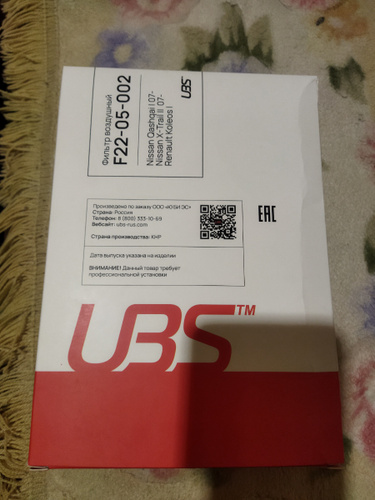 Фильтр воздушный
F22-05-002
Nissan Qashqai I 07-
Nissan X-Trail II 07-
Renault Koleos I
UBS
Произведено по заказу ООО «ЮБИ ЭС»
Страна: Россия
Телефон: 8 (800) 333-10-69
Вебсайт: ubs-rus.com
Страна производства: КНР
EAC
Дата выпуска указана на изделии
ВНИМАНИЕ! Данный товар требует
профессиональной установки
UBS™